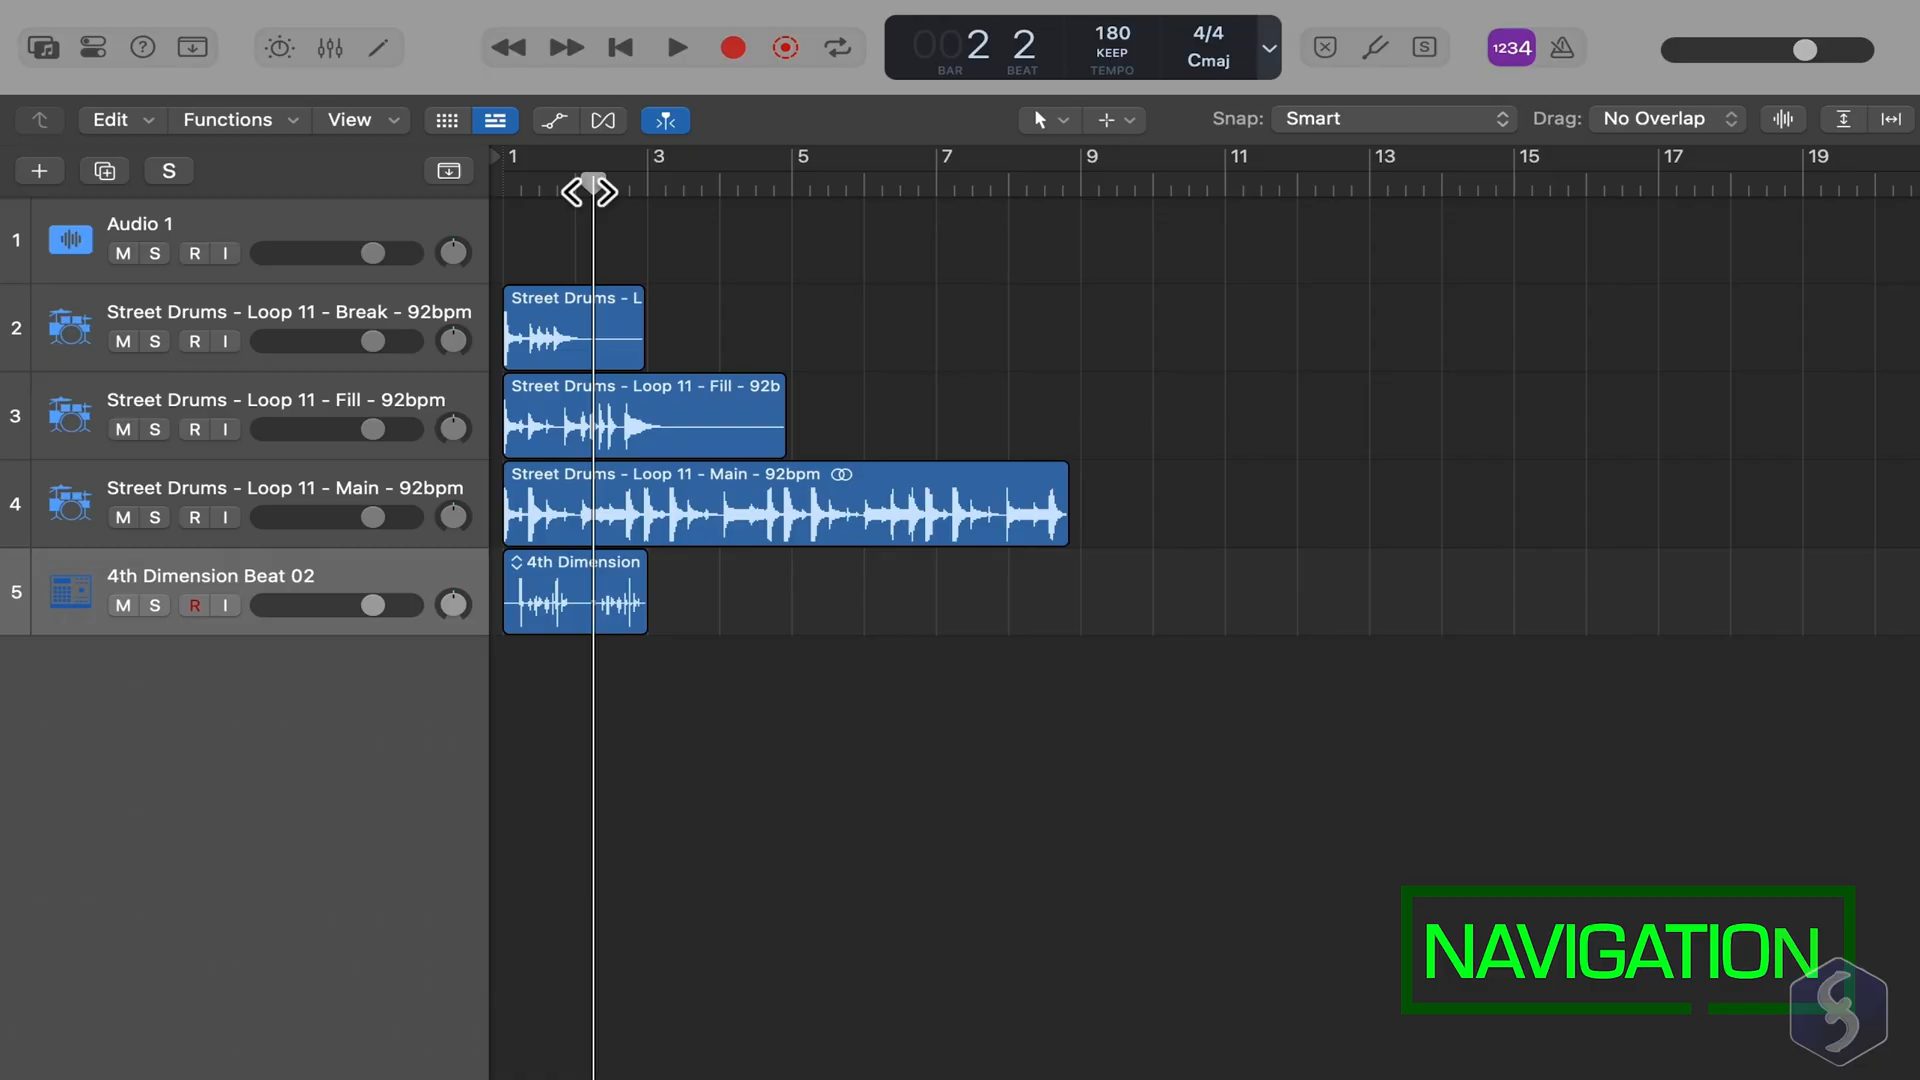 00 2 2
BAR BEAT
180
KEEP
TEMPO
4/4
Cmaj
S
1234
Edit Functions View
Snap: Smart Drag: No Overlap
S
1 3 5 7 9 11 13 15 17 19
1 Audio 1
M S R I
2 Street Drums - Loop 11 - Break - 92bpm
M S R I
Street Drums - L
3 Street Drums - Loop 11 - Fill - 92bpm
M S R I
Street Drums - Loop 11 - Fill - 92b
4 Street Drums - Loop 11 - Main - 92bpm
M S R I
Street Drums - Loop 11 - Main - 92bpm
5 4th Dimension Beat 02
M S R I
4th Dimension
NAVIGATION